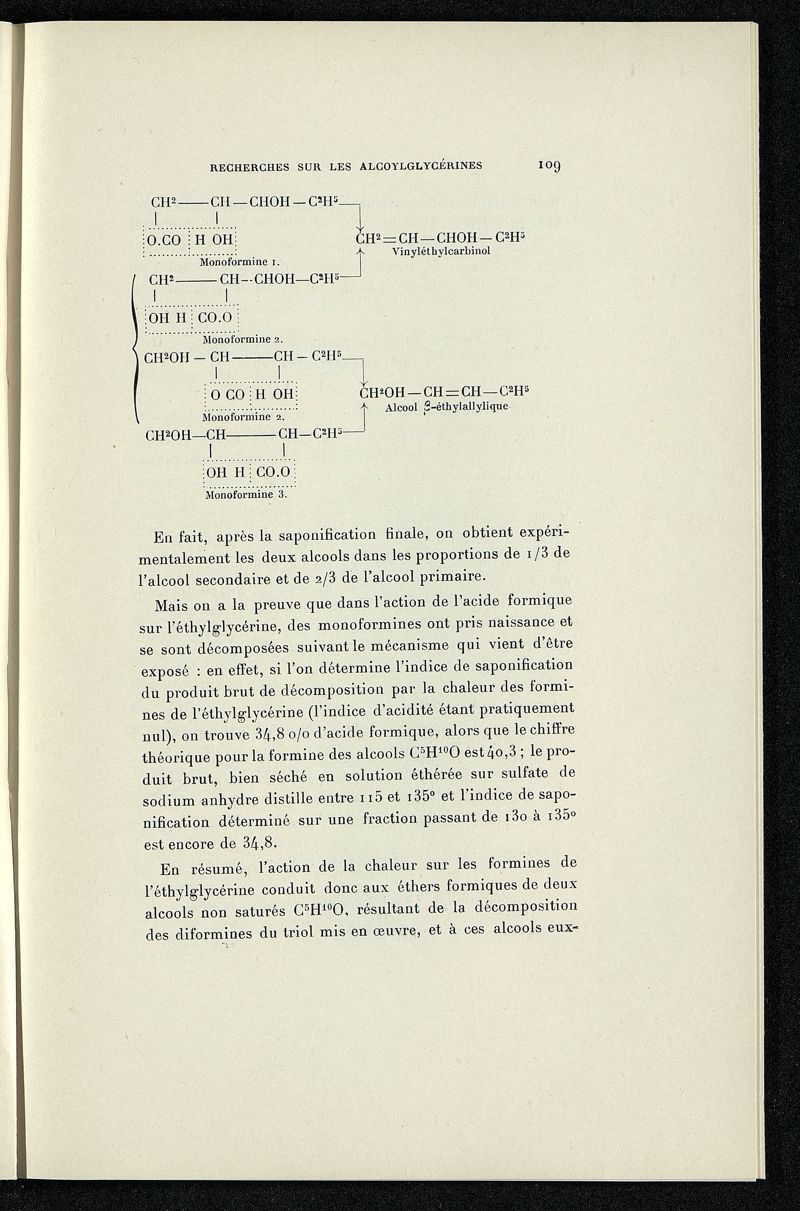 RECHERCHES SUR LES ALCOYLGLYCÉRINES 109
CH²——CH—CHOH—C²H⁵
O.CO H OH
CH²=CH—CHOH—C²H⁵
Vinyléthylcarbinol
Monoformine 1.
CH²——CH--CHOH—C²H⁵
OH H CO.O
Monoformine 2.
CH²OH—CH——CH—C²H⁵
O CO H OH
CH²OH—CH=CH—C²H⁵
Alcool β-éthylallylique
Monoformine 2.
CH²OH—CH——CH—C²H⁵
OH H CO.O
Monoformine 3.
En fait, après la saponification finale, on obtient expéri-
mentalement les deux alcools dans les proportions de 1/3 de
l'alcool secondaire et de 2/3 de l'alcool primaire.
Mais on a la preuve que dans l'action de l'acide formique
sur l'éthylglycérine, des monoformines ont pris naissance et
se sont décomposées suivant le mécanisme qui vient d'être
exposé : en effet, si l'on détermine l'indice de saponification
du produit brut de décomposition par la chaleur des formi-
nes de l'éthylglycérine (l'indice d'acidité étant pratiquement
nul), on trouve 34,8 o/o d'acide formique, alors que le chiffre
théorique pour la formine des alcools C⁵H¹⁰O est 40,3 ; le pro-
duit brut, bien séché en solution éthérée sur sulfate de
sodium anhydre distille entre 115 et 135° et l'indice de sapo-
nification déterminé sur une fraction passant de 130 à 135°
est encore de 34,8.
En résumé, l'action de la chaleur sur les formines de
l'éthylglycérine conduit donc aux éthers formiques de deux
alcools non saturés C⁵H¹⁰O, résultant de la décomposition
des diformines du triol mis en œuvre, et à ces alcools eux-